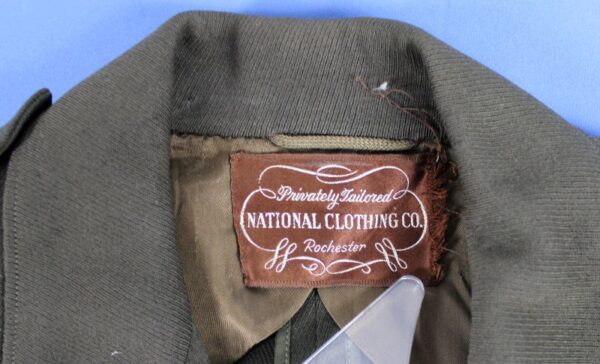 Privately Tailored
NATIONAL CLOTHING CO.
Rochester